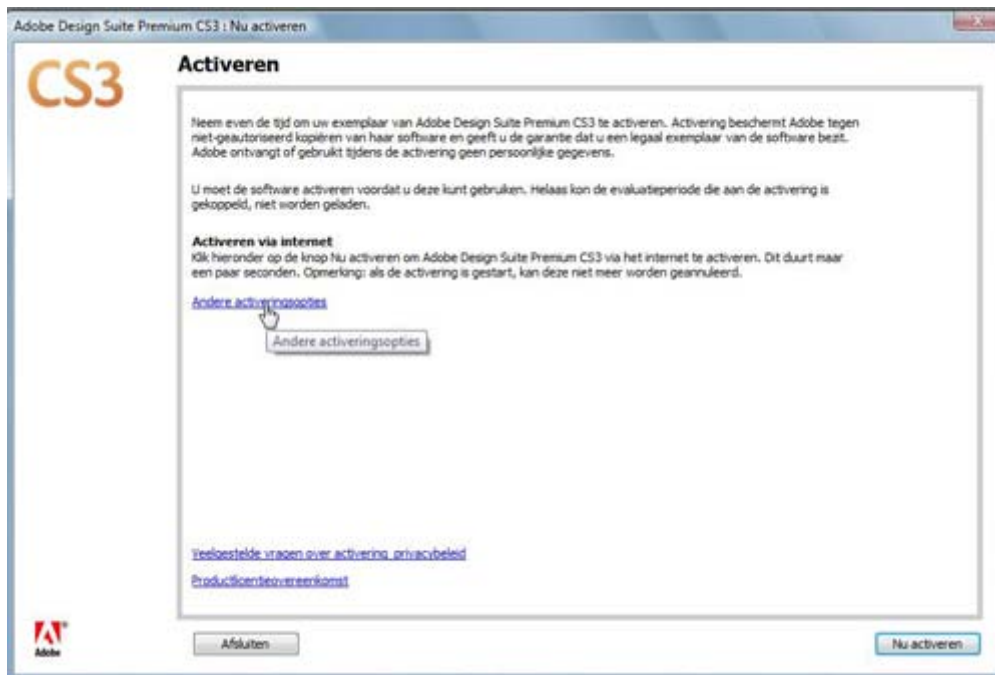 Adobe Design Suite Premium CS3 : Nu activeren
CS3
Activeren
Neem even de tijd om uw exemplaar van Adobe Design Suite Premium CS3 te activeren. Activering beschermt Adobe tegen
niet-geautoriseerd kopiëren van haar software en geeft u de garantie dat u een legaal exemplaar van de software bezit.
Adobe ontvangt of gebruikt tijdens de activering geen persoonlijke gegevens.
U moet de software activeren voordat u deze kunt gebruiken. Helaas kon de evaluatieperiode die aan de activering is
gekoppeld, niet worden geladen.
Activeren via internet
Klik hieronder op de knop Nu activeren om Adobe Design Suite Premium CS3 via het internet te activeren. Dit duurt maar
een paar seconden. Opmerking: als de activering is gestart, kan deze niet meer worden geannuleerd.
Andere activeringsopties
Andere activeringsopties
Veelgestelde vragen over activering privacybeleid
Productlicentieovereenkomst
Adobe
Afsluiten
Nu activeren